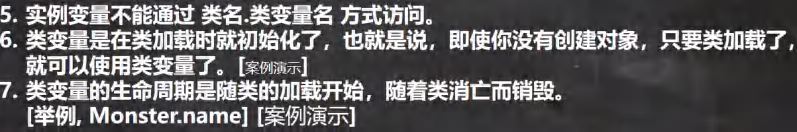 5. 实例变量不能通过 类名.类变量名 方式访问。
6. 类变量是在类加载时就初始化了，也就是说，即使你没有创建对象，只要类加载了，
就可以使用类变量了。[案例演示]
7. 类变量的生命周期是随类的加载开始，随着类消亡而销毁。
[举例, Monster.name] [案例演示]